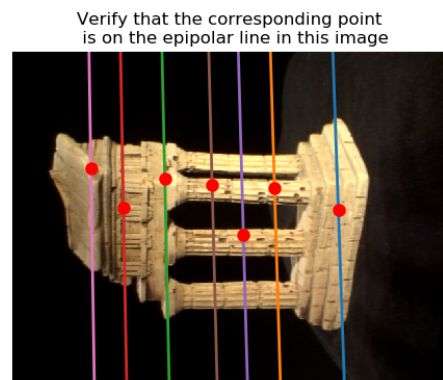 Verify that the corresponding point
is on the epipolar line in this image